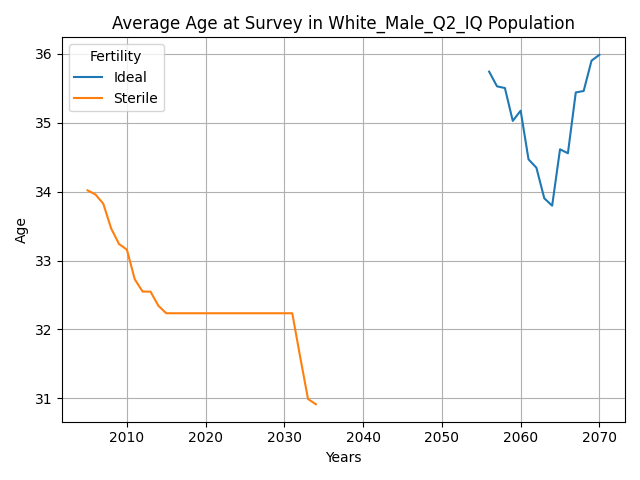 Average Age at Survey in White_Male_Q2_IQ Population
Fertility
Ideal
Sterile
36
35
34
33
32
31
Age
2010
2020
2030
2040
2050
2060
2070
Years